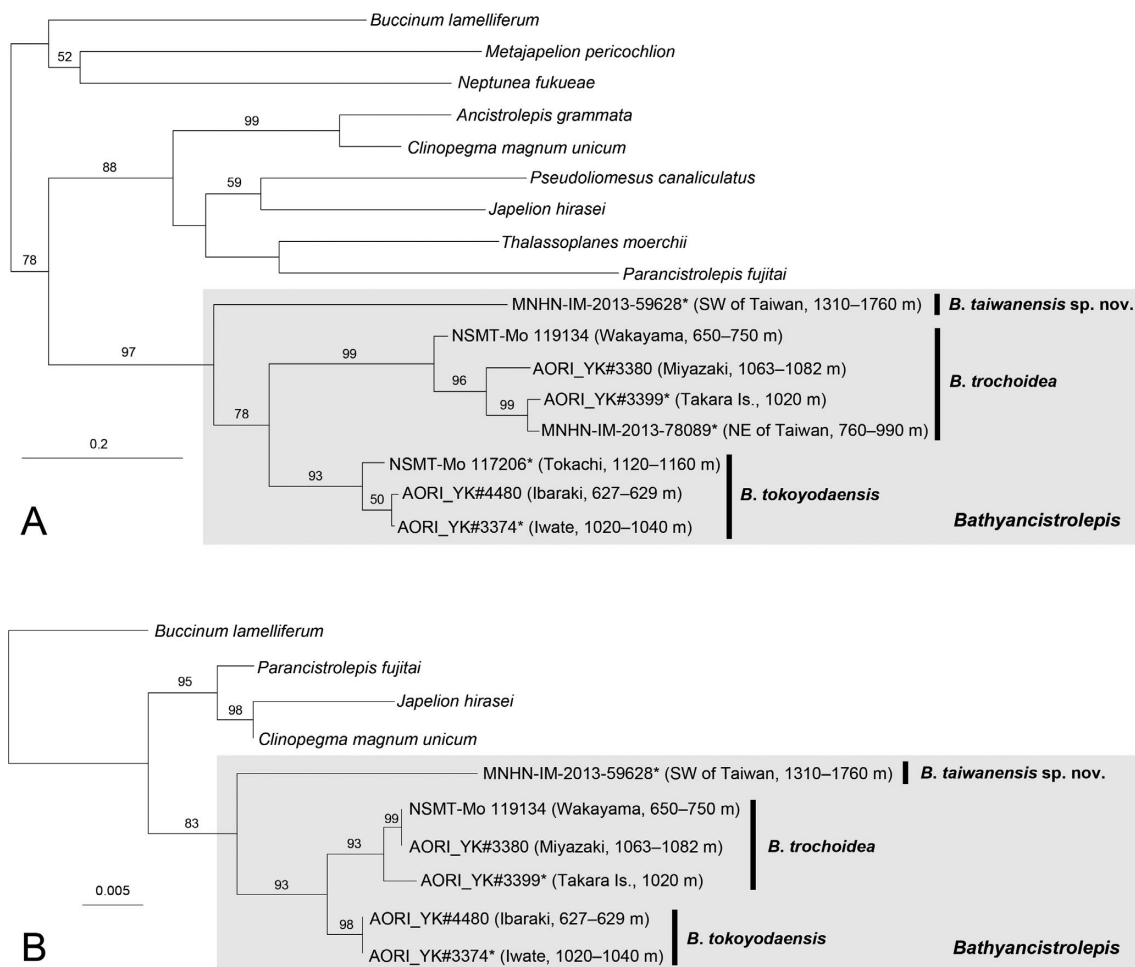 Buccinum lamelliferum
52
Metajapelion pericochlion
Neptunea fukueae
Ancistrolepis grammata
99
Clinopegma magnum unicum
88
Pseudoliomesus canaliculatus
59
Japelion hirasei
Thalassoplanes moerchii
78
Parancistrolepis fujitai
MNHN-IM-2013-59628* (SW of Taiwan, 1310–1760 m) B. taiwanensis sp. nov.
NSMT-Mo 119134 (Wakayama, 650–750 m)
97
99
AORI_YK#3380 (Miyazaki, 1063–1082 m)
96
B. trochoidea
AORI_YK#3399* (Takara Is., 1020 m)
99
78
MNHN-IM-2013-78089* (NE of Taiwan, 760–990 m)
0.2
NSMT-Mo 117206* (Tokachi, 1120–1160 m)
93
AORI_YK#4480 (Ibaraki, 627–629 m)
50
B. tokoyodaensis
AORI_YK#3374* (Iwate, 1020–1040 m)
Bathyancistrolepis
A
Buccinum lamelliferum
Parancistrolepis fujitai
95
Japelion hirasei
98
Clinopegma magnum unicum
MNHN-IM-2013-59628* (SW of Taiwan, 1310–1760 m) B. taiwanensis sp. nov.
NSMT-Mo 119134 (Wakayama, 650–750 m)
99
83
AORI_YK#3380 (Miyazaki, 1063–1082 m)
93
B. trochoidea
AORI_YK#3399* (Takara Is., 1020 m)
93
0.005
AORI_YK#4480 (Ibaraki, 627–629 m)
98
B. tokoyodaensis
AORI_YK#3374* (Iwate, 1020–1040 m)
Bathyancistrolepis
B